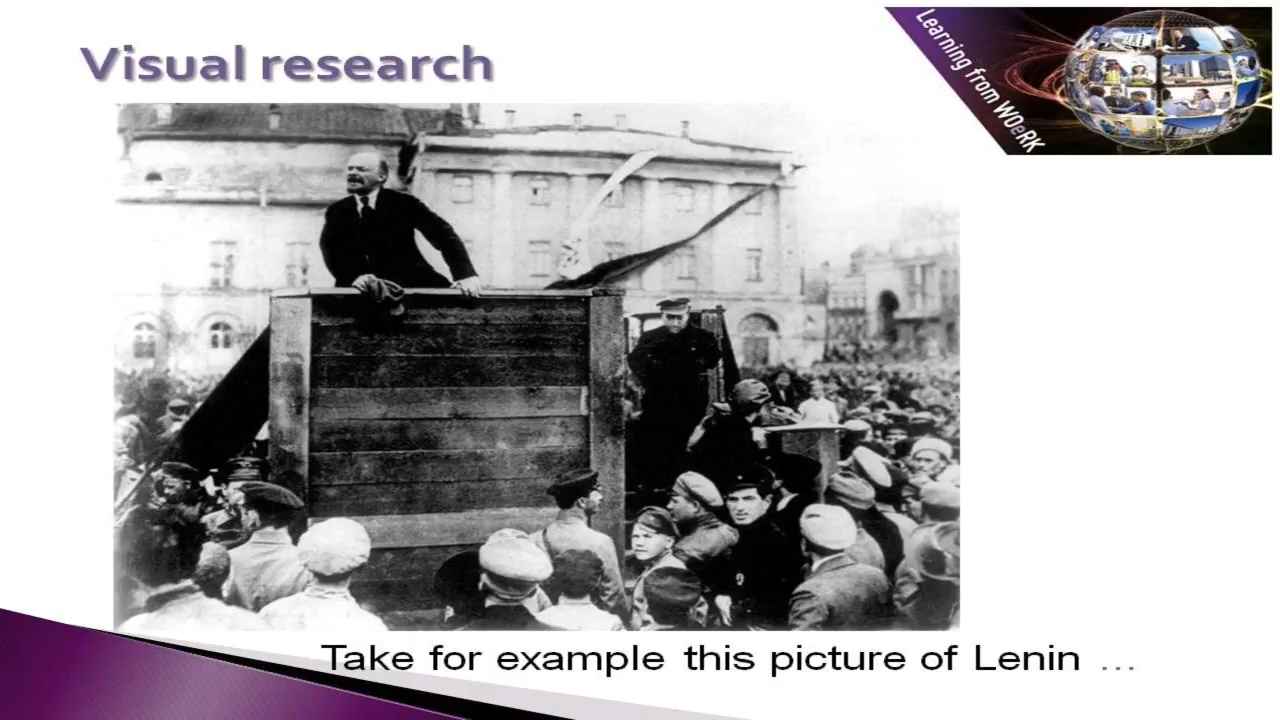 Visual research
Learning from WOeRK
Take for example this picture of Lenin ...